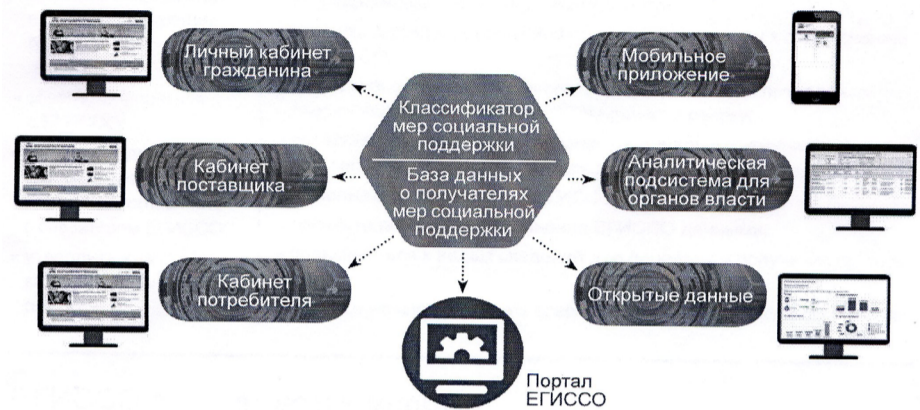 Личный кабинет
гражданина
Мобильное
приложение
Классификатор
мер социальной
поддержки
Кабинет
поставщика
База данных
о получателях
мер социальной
поддержки
Аналитическая
подсистема для
органов власти
Кабинет
потребителя
Открытые данные
Портал
ЕГИССО